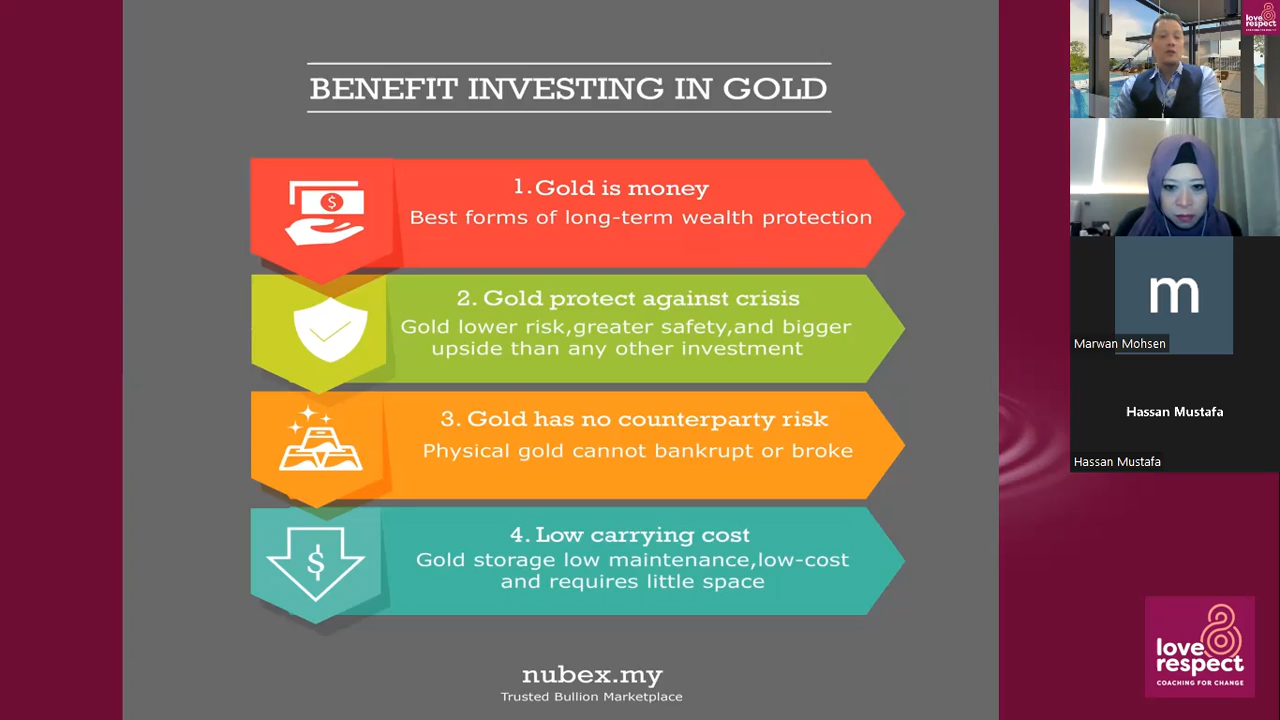 BENEFIT INVESTING IN GOLD
1. Gold is money
Best forms of long-term wealth protection
2. Gold protect against crisis
Gold lower risk,greater safety,and bigger
upside than any other investment
3. Gold has no counterparty risk
Physical gold cannot bankrupt or broke
4. Low carrying cost
Gold storage low maintenance,low-cost
and requires little space
nubex.my
Trusted Bullion Marketplace
love
respect
m
Marwan Mohsen
Hassan Mustafa
Hassan Mustafa
love
respect
COACHING FOR CHANGE